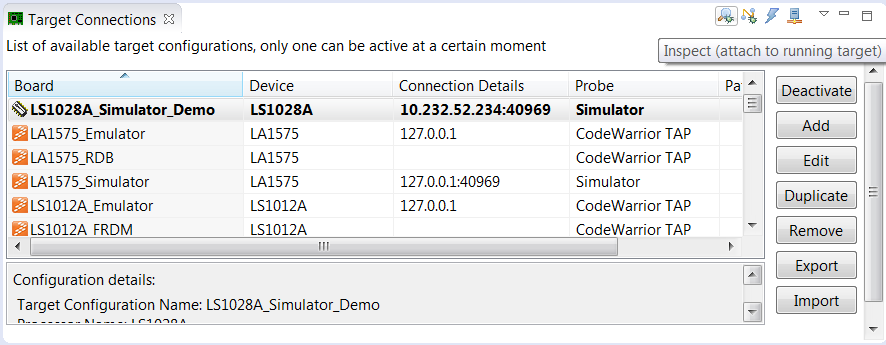 Target Connections
List of available target configurations, only one can be active at a certain moment
Inspect (attach to running target)
Board Device Connection Details Probe
LS1028A_Simulator_Demo LS1028A 10.232.52.234:40969 Simulator
LA1575_Emulator LA1575 127.0.0.1 CodeWarrior TAP
LA1575_RDB LA1575 CodeWarrior TAP
LA1575_Simulator LA1575 127.0.0.1:40969 Simulator
LS1012A_Emulator LS1012A 127.0.0.1 CodeWarrior TAP
LS1012A_FRDM LS1012A CodeWarrior TAP
Deactivate
Add
Edit
Duplicate
Remove
Export
Import
Configuration details:
Target Configuration Name: LS1028A_Simulator_Demo
Processor Name: LS1028A